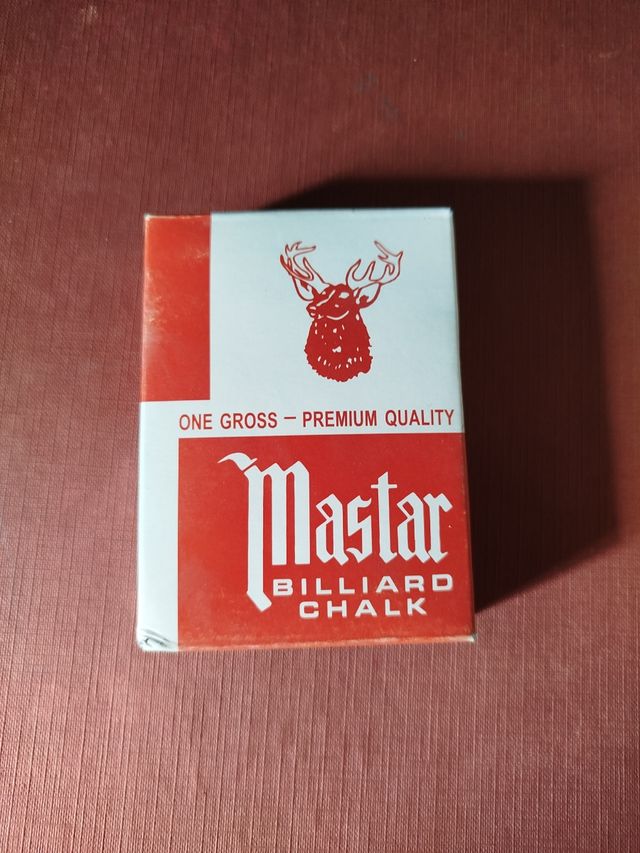 ONE GROSS – PREMIUM QUALITY
Mastar
BILLIARD
CHALK